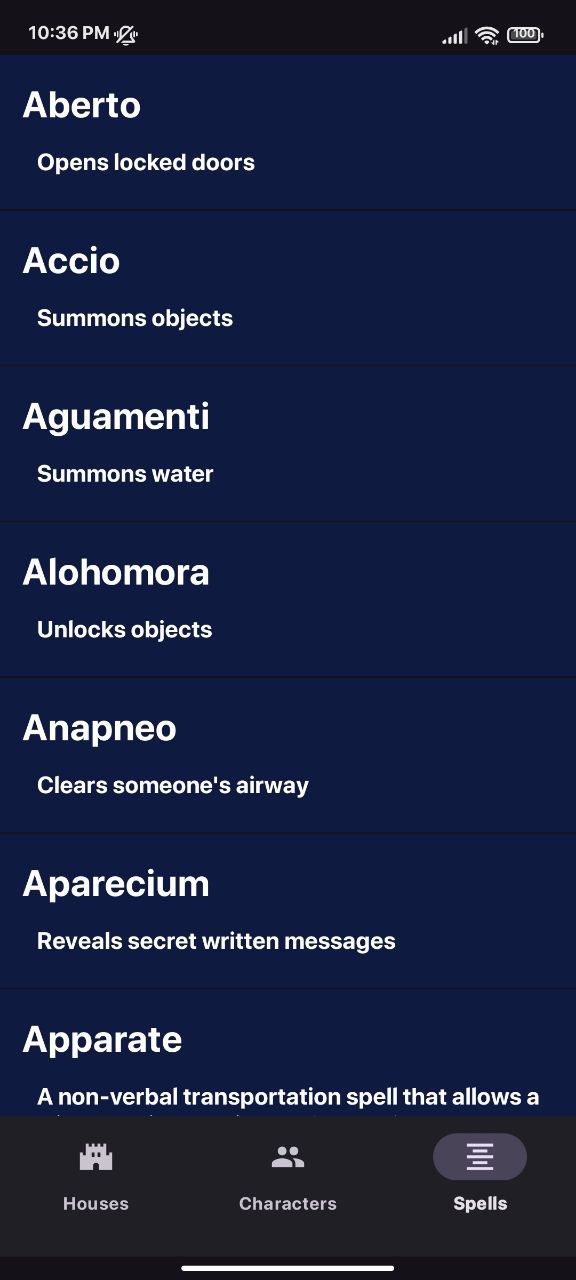 10:36 PM
100
Aberto
Opens locked doors
Accio
Summons objects
Aguamenti
Summons water
Alohomora
Unlocks objects
Anapneo
Clears someone's airway
Aparecium
Reveals secret written messages
Apparate
A non-verbal transportation spell that allows a
Houses
Characters
Spells